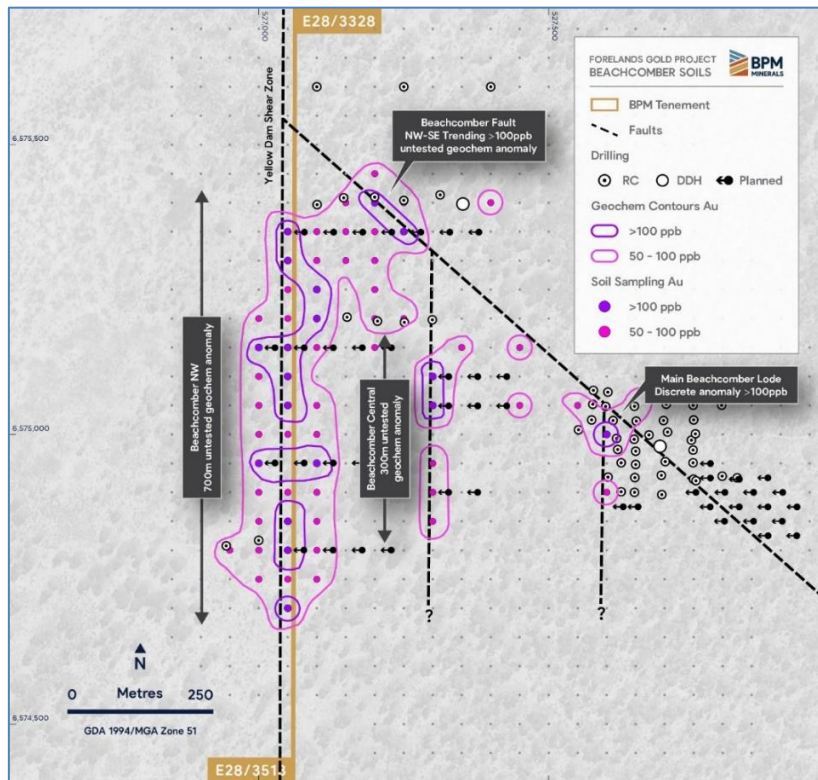 E28/3328
527,000
527,500
6,575,500
6,575,000
6,574,500
Yellow Dam Shear Zone
Beachcomber Fault
NW-SE Trending >100ppb
untested geochem anomaly
Beachcomber NW
700m untested geochem anomaly
Beachcomber Central
300m untested
geochem anomaly
Main Beachcomber Lode
Discrete anomaly >100ppb
?
?
FORELANDS GOLD PROJECT
BEACHCOMBER SOILS
BPM
MINERALS
BPM Tenement
Faults
Drilling
RC
DDH
Planned
Geochem Contours Au
>100 ppb
50 - 100 ppb
Soil Sampling Au
>100 ppb
50 - 100 ppb
N
0 Metres 250
GDA 1994/MGA Zone 51
E28/3513